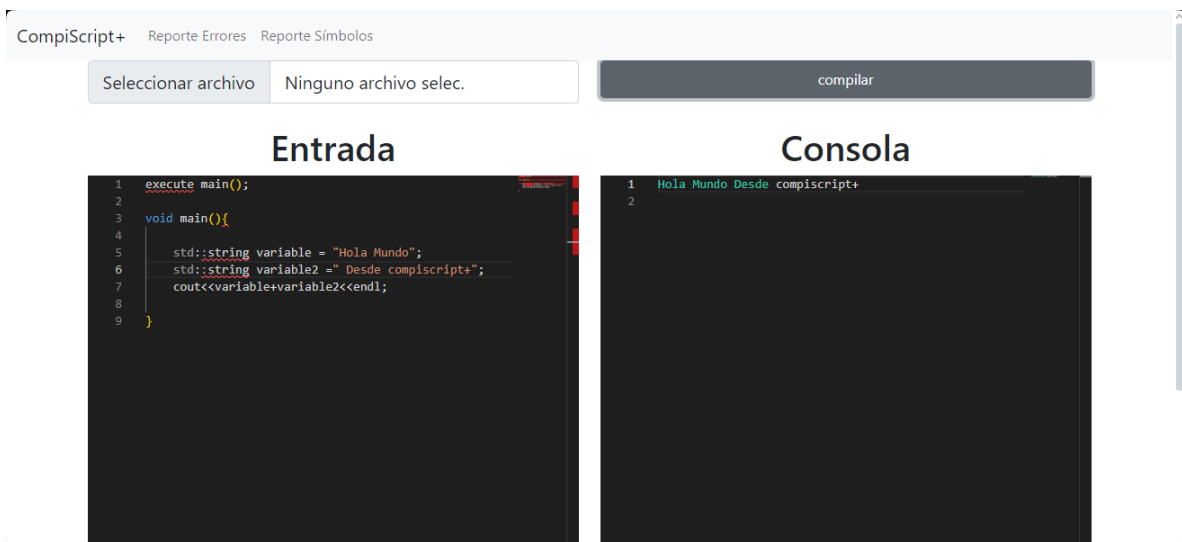 CompiScript+ Reporte Errores Reporte Símbolos
Seleccionar archivo Ninguno archivo selec.
compilar
Entrada
1 execute main();
2
3 void main(){
4
5 std::string variable = "Hola Mundo";
6 std::string variable2 =" Desde compiscript+";
7 cout<<variable+variable2<<endl;
8
9 }
Consola
1 Hola Mundo Desde compiscript+
2